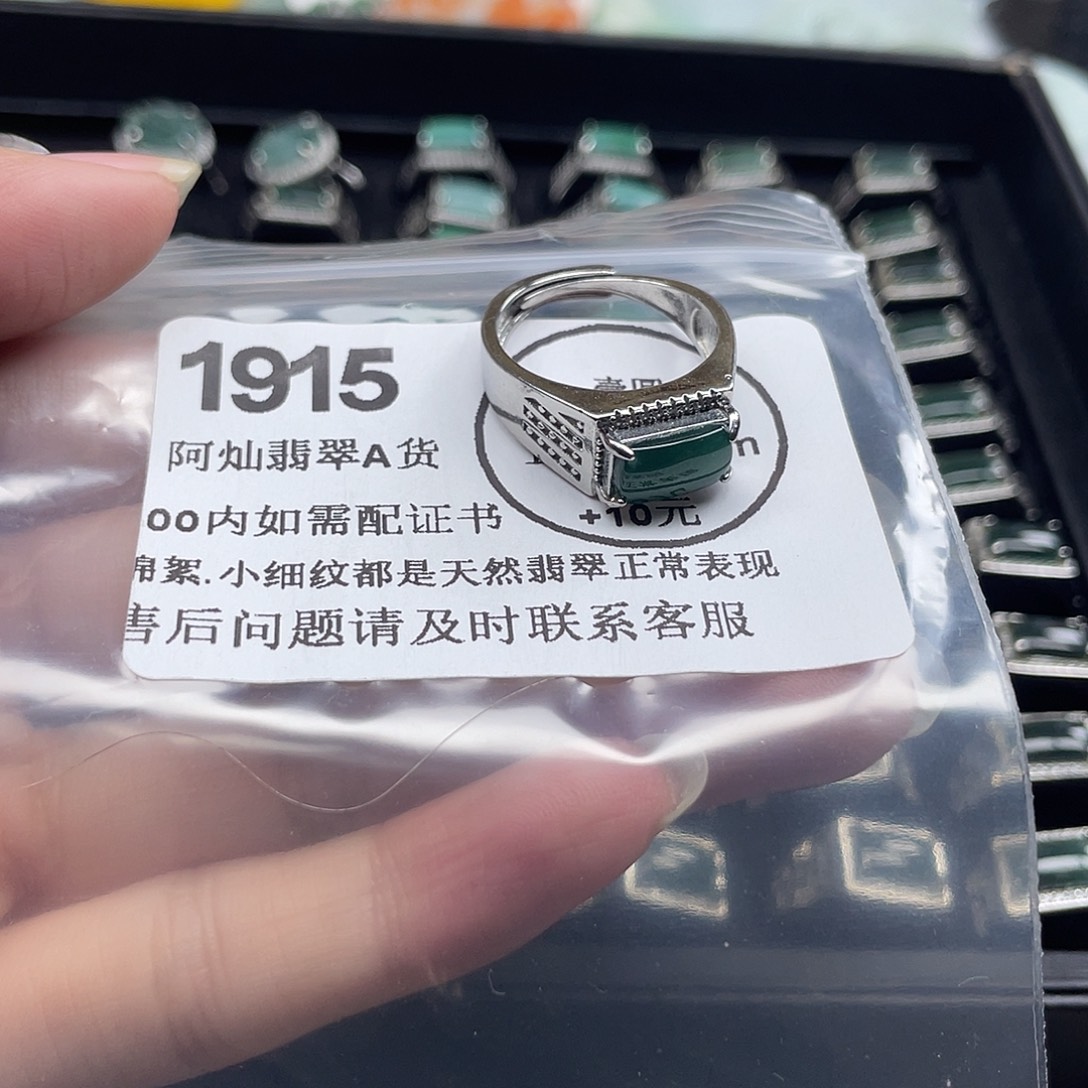 1915
阿灿翡翠A货
00内如需配证书
+10元
棉絮.小细纹都是天然翡翠正常表现
售后问题请及时联系客服